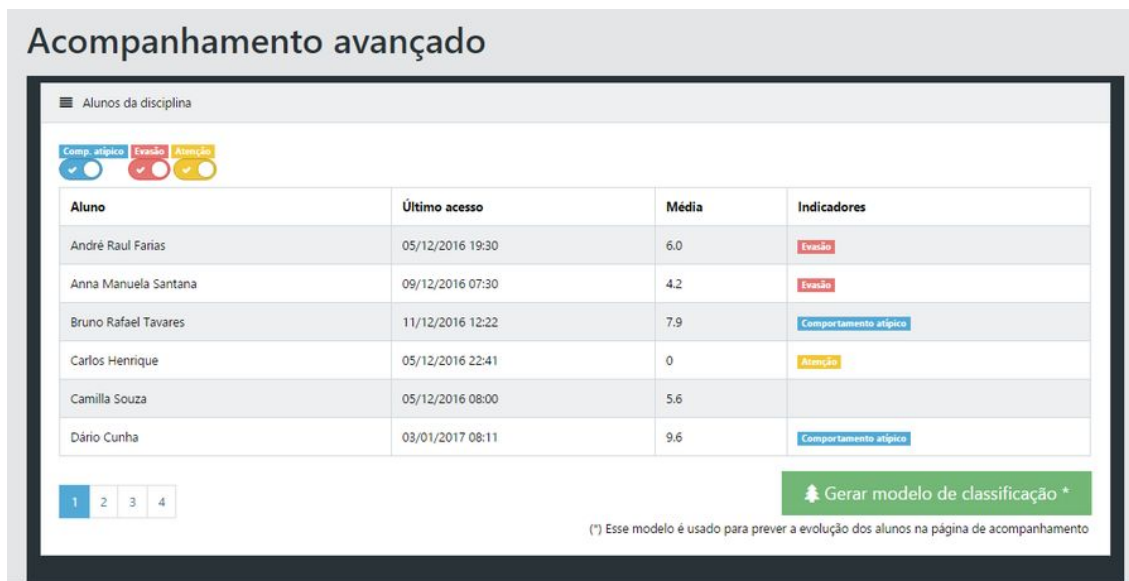 Acompanhamento avançado
Alunos da disciplina
Comp. atípico Evasão Atenção
Aluno Último acesso Média Indicadores
André Raul Farias 05/12/2016 19:30 6.0 Evasão
Anna Manuela Santana 09/12/2016 07:30 4.2 Evasão
Bruno Rafael Tavares 11/12/2016 12:22 7.9 Comportamento atípico
Carlos Henrique 05/12/2016 22:41 0 Atenção
Camilla Souza 05/12/2016 08:00 5.6
Dário Cunha 03/01/2017 08:11 9.6 Comportamento atípico
1 2 3 4 Gerar modelo de classificação *
(*) Esse modelo é usado para prever a evolução dos alunos na página de acompanhamento